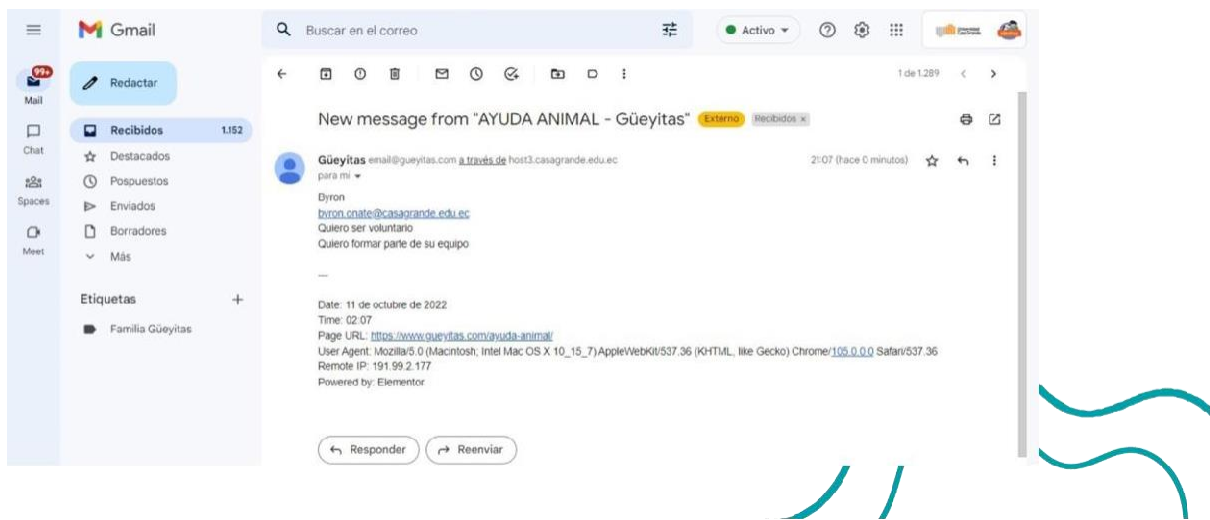 Gmail
Buscar en el correo
Activo
99+
Mail
Redactar
1 de 1.289
New message from "AYUDA ANIMAL - Güeyitas" Externo Recibidos x
Recibidos 1.152
Chat
Destacados
Güeyitas email@gueyitas.com a través de host3.casagrande.edu.ec 21:07 (hace 0 minutos)
para mí
Pospuestos
Spaces
Enviados
Byron
byron.onate@casagrande.edu.ec
Quiero ser voluntario
Quiero formar parte de su equipo
Borradores
Meet
Más
---
Etiquetas +
Familia Güeyitas
Date: 11 de octubre de 2022
Time: 02:07
Page URL: https://www.gueyitas.com/ayuda-animal/
User Agent: Mozilla/5.0 (Macintosh; Intel Mac OS X 10_15_7) AppleWebKit/537.36 (KHTML, like Gecko) Chrome/105.0.0.0 Safari/537.36
Remote IP: 191.99.2.177
Powered by: Elementor
Responder
Reenviar